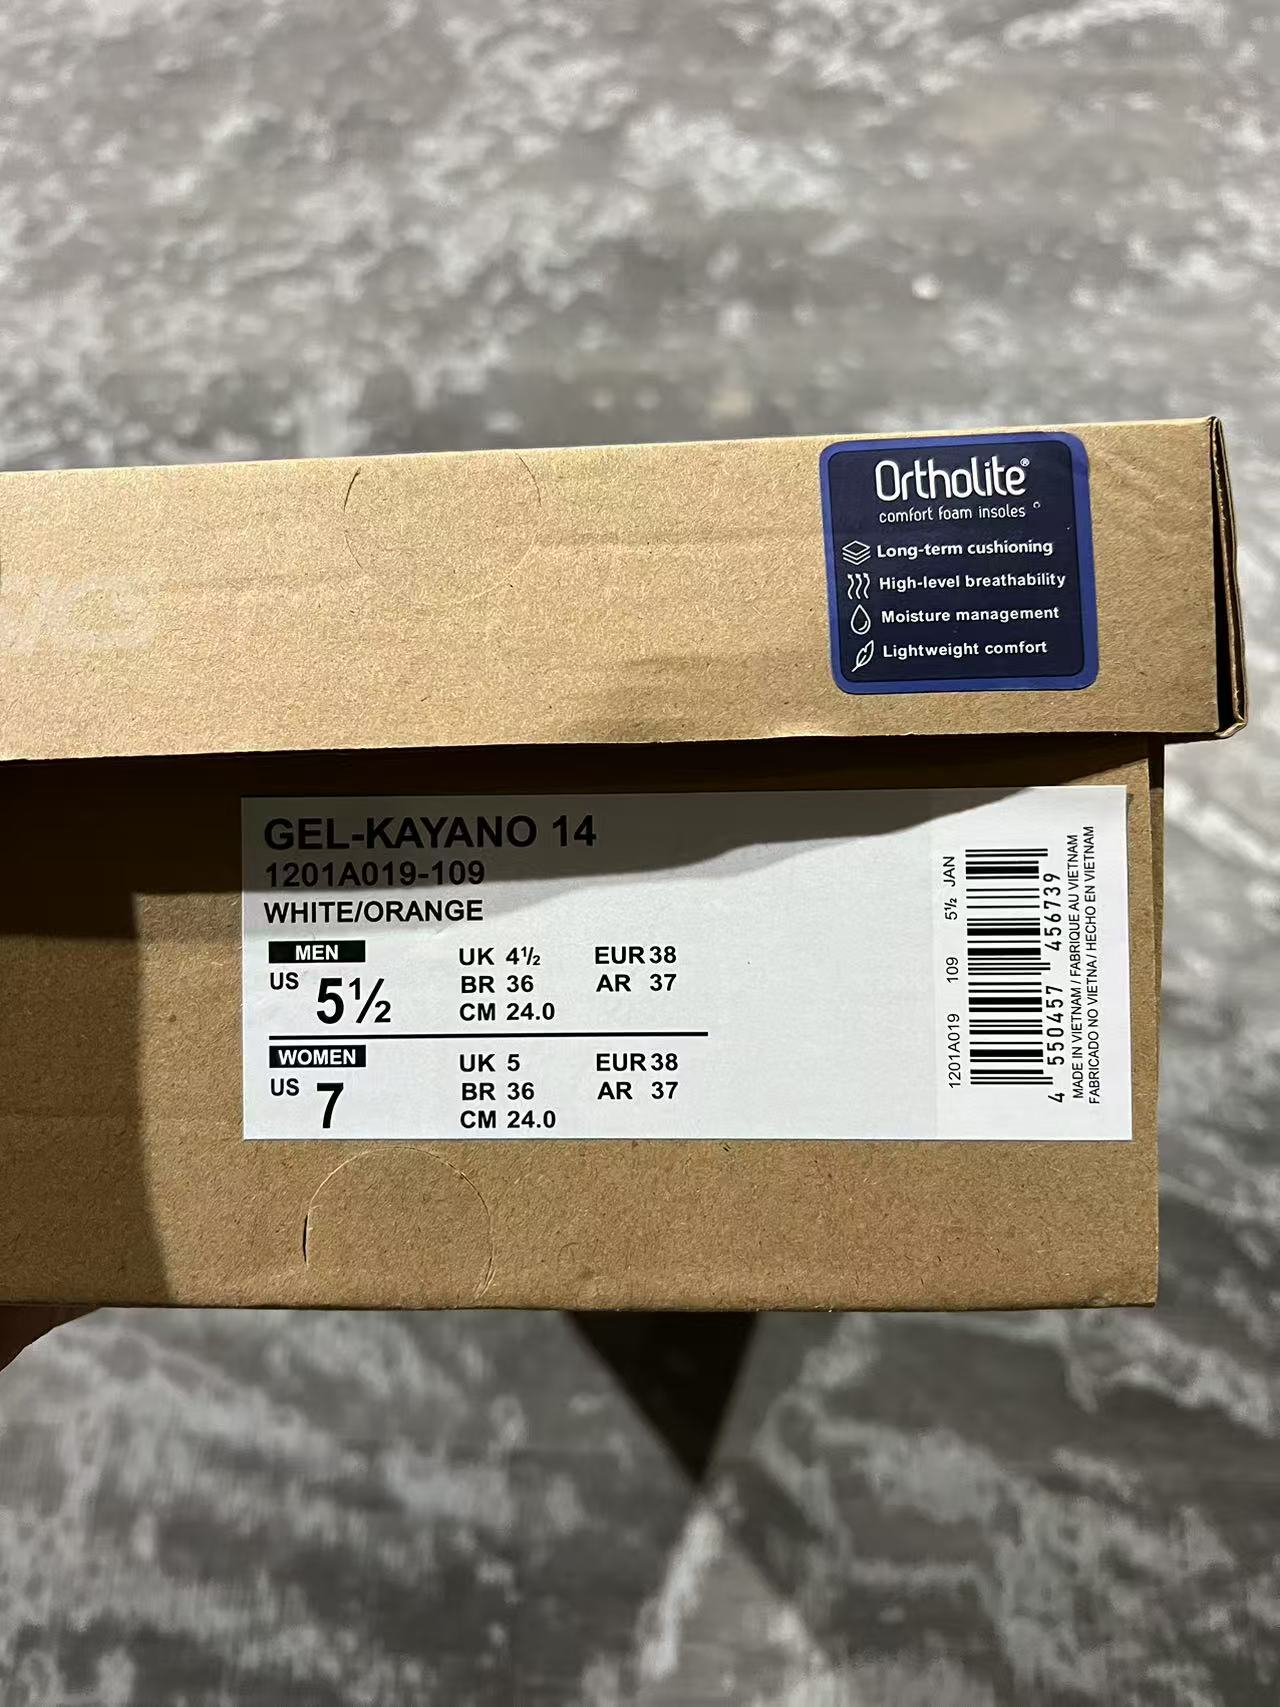 Ortholite®
comfort foam insoles
Long-term cushioning
High-level breathability
Moisture management
Lightweight comfort
GEL-KAYANO 14
1201A019-109
WHITE/ORANGE
MEN
US 5½
UK 4½ EUR 38
BR 36 AR 37
CM 24.0
WOMEN
US 7
UK 5 EUR 38
BR 36 AR 37
CM 24.0
1201A019 109 5½ JAN
4 550457 456739
MADE IN VIETNAM / FABRIQUE AU VIETNAM
FABRICADO NO VIETNA / HECHO EN VIETNAM